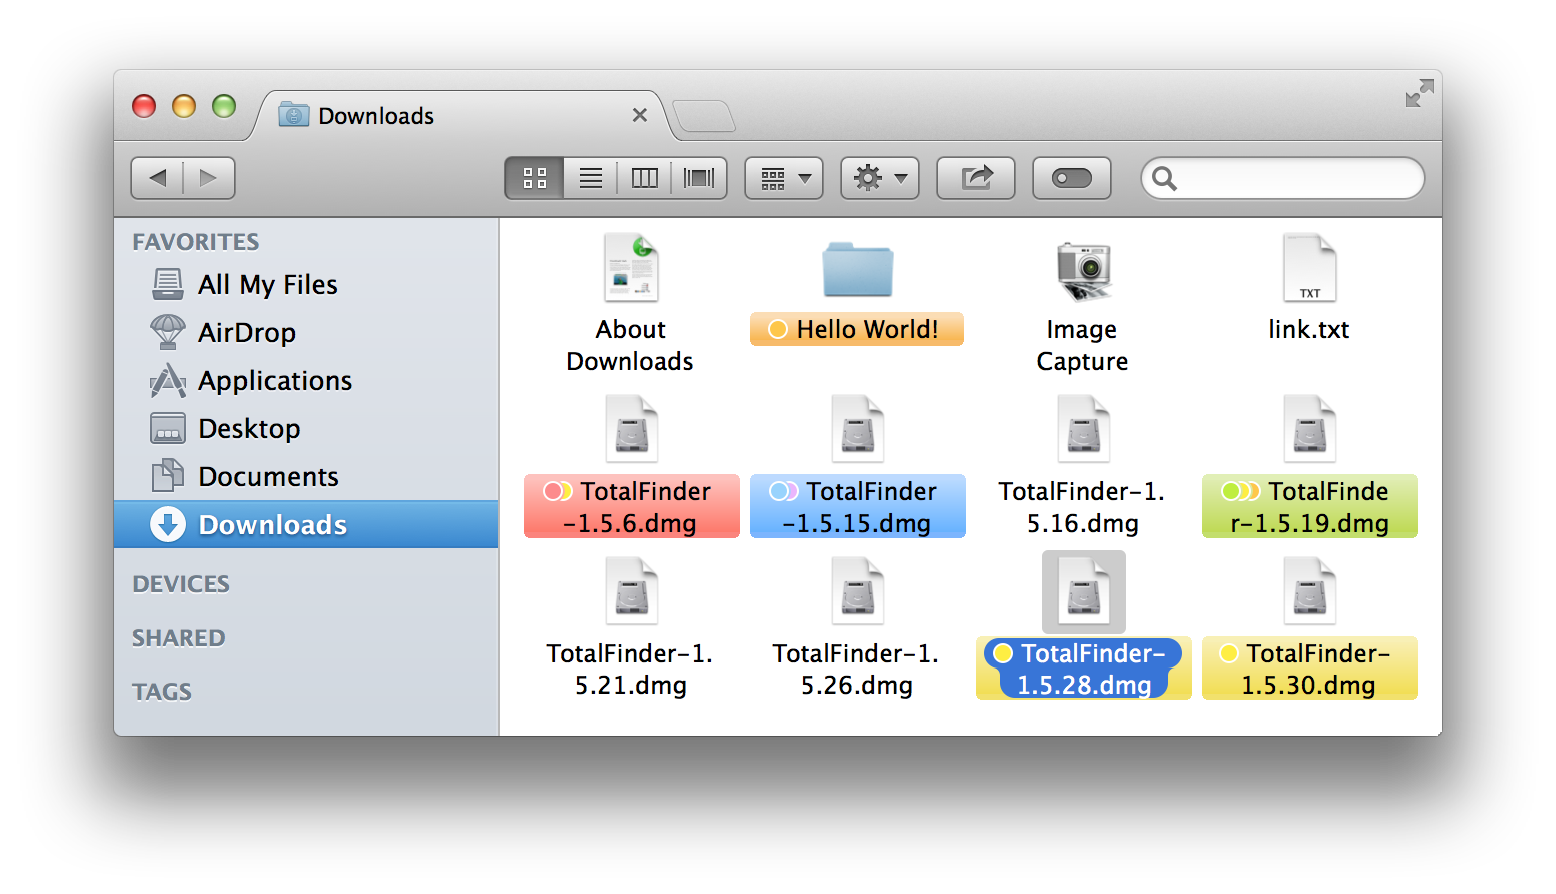 Downloads
FAVORITES
All My Files
AirDrop
Applications
Desktop
Documents
Downloads
DEVICES
SHARED
TAGS
About
Downloads
Hello World!
Image
Capture
TXT
link.txt
TotalFinder
-1.5.6.dmg
TotalFinder
-1.5.15.dmg
TotalFinder-1.
5.16.dmg
TotalFinde
r-1.5.19.dmg
TotalFinder-1.
5.21.dmg
TotalFinder-1.
5.26.dmg
TotalFinder-
1.5.28.dmg
TotalFinder-
1.5.30.dmg